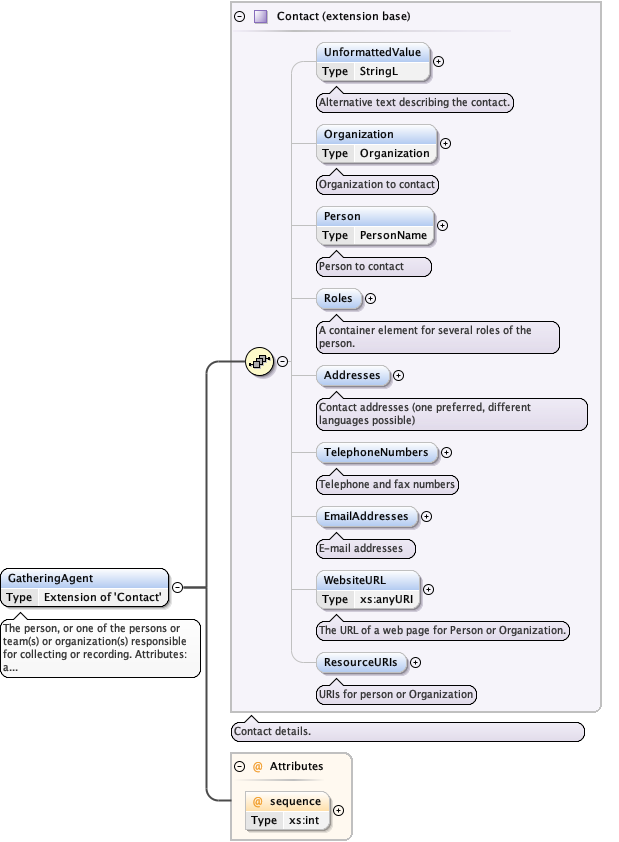 Contact (extension base)
UnformattedValue
Type StringL
Alternative text describing the contact.
Organization
Type Organization
Organization to contact
Person
Type PersonName
Person to contact
Roles
A container element for several roles of the
person.
Addresses
Contact addresses (one preferred, different
languages possible)
TelephoneNumbers
Telephone and fax numbers
EmailAddresses
E-mail addresses
WebsiteURL
Type xs:anyURI
The URL of a web page for Person or Organization.
ResourceURIs
URIs for person or Organization
Contact details.
GatheringAgent
Type Extension of 'Contact'
The person, or one of the persons or
team(s) or organization(s) responsible
for collecting or recording. Attributes:
a...
@ Attributes
@ sequence
Type xs:int